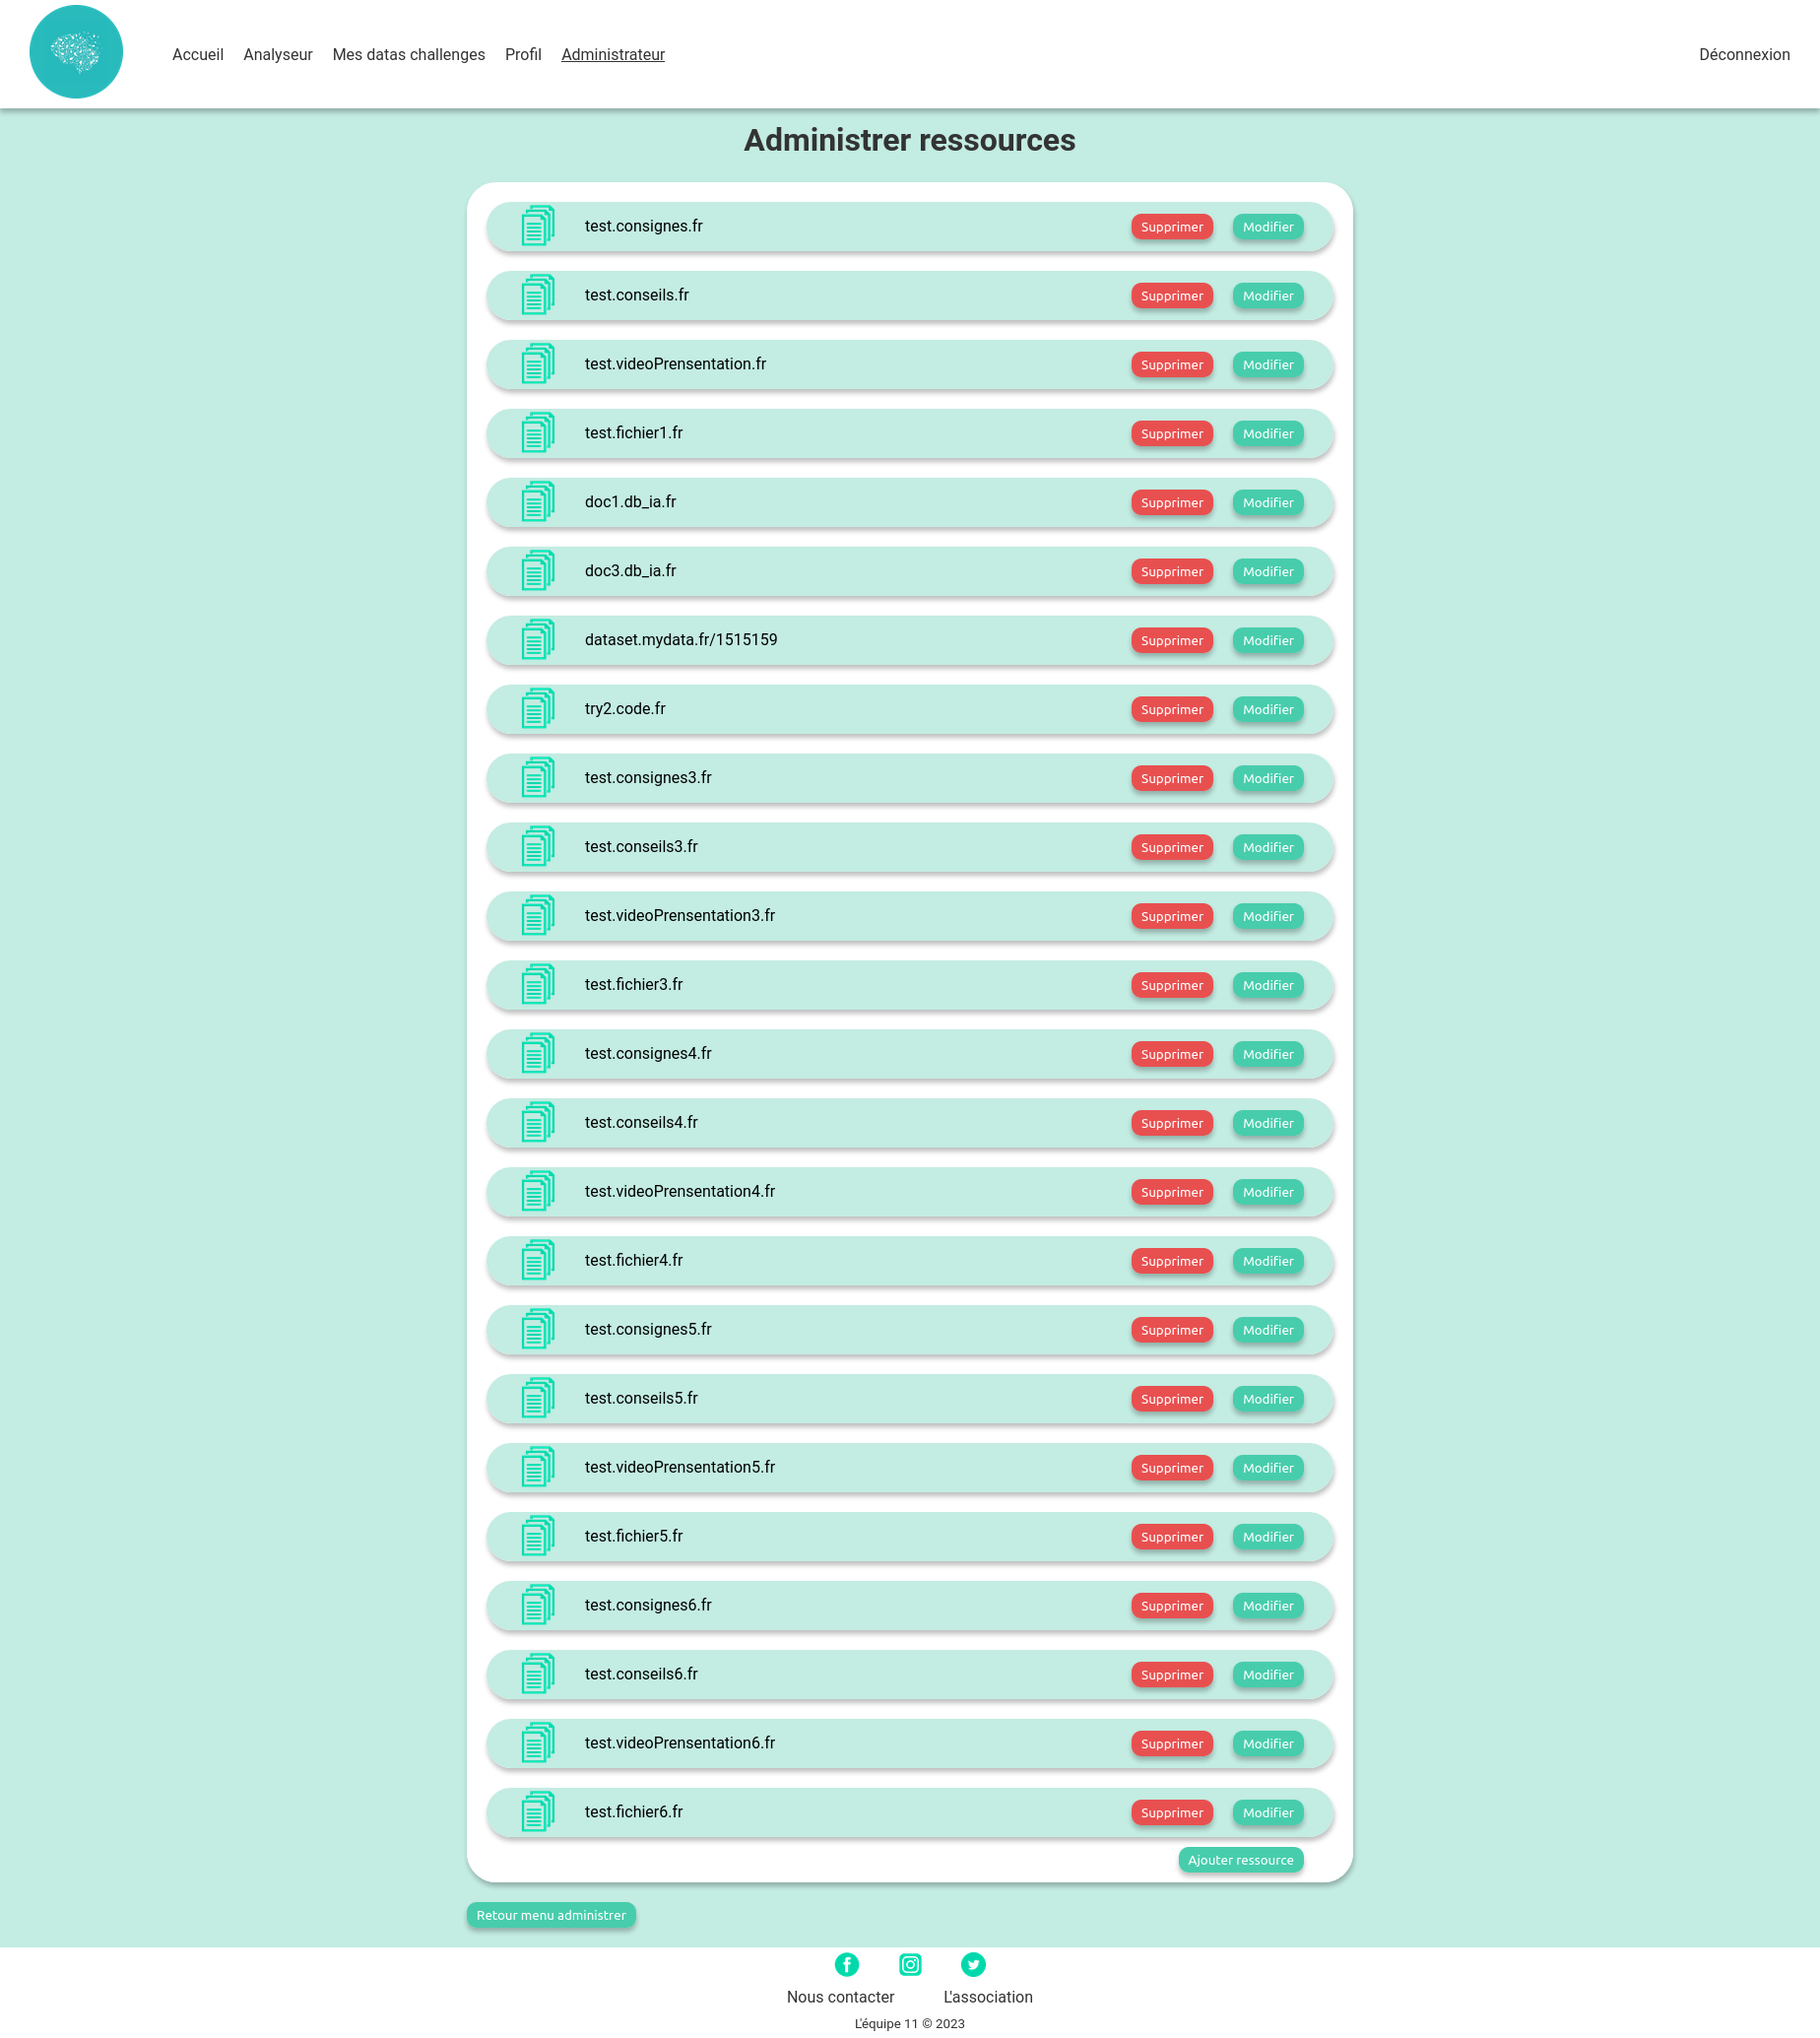 Accueil Analyseur Mes datas challenges Profil Administrateur Déconnexion
Administrer ressources
test.consignes.fr Supprimer Modifier
test.conseils.fr Supprimer Modifier
test.videoPrensentation.fr Supprimer Modifier
test.fichier1.fr Supprimer Modifier
doc1.db_ia.fr Supprimer Modifier
doc3.db_ia.fr Supprimer Modifier
dataset.mydata.fr/1515159 Supprimer Modifier
try2.code.fr Supprimer Modifier
test.consignes3.fr Supprimer Modifier
test.conseils3.fr Supprimer Modifier
test.videoPrensentation3.fr Supprimer Modifier
test.fichier3.fr Supprimer Modifier
test.consignes4.fr Supprimer Modifier
test.conseils4.fr Supprimer Modifier
test.videoPrensentation4.fr Supprimer Modifier
test.fichier4.fr Supprimer Modifier
test.consignes5.fr Supprimer Modifier
test.conseils5.fr Supprimer Modifier
test.videoPrensentation5.fr Supprimer Modifier
test.fichier5.fr Supprimer Modifier
test.consignes6.fr Supprimer Modifier
test.conseils6.fr Supprimer Modifier
test.videoPrensentation6.fr Supprimer Modifier
test.fichier6.fr Supprimer Modifier
Ajouter ressource
Retour menu administrer
Nous contacter L'association
L'équipe 11 © 2023